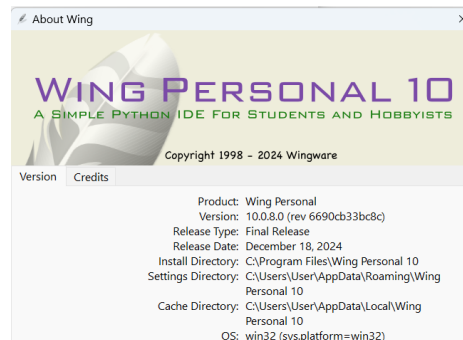 About Wing
WING PERSONAL 10
A SIMPLE PYTHON IDE FOR STUDENTS AND HOBBYISTS
Copyright 1998 - 2024 Wingware
Version Credits
Product: Wing Personal
Version: 10.0.8.0 (rev 6690cb33bc8c)
Release Type: Final Release
Release Date: December 18, 2024
Install Directory: C:\Program Files\Wing Personal 10
Settings Directory: C:\Users\User\AppData\Roaming\Wing
Personal 10
Cache Directory: C:\Users\User\AppData\Local\Wing
Personal 10
OS: win32 (sys.platform=win32)